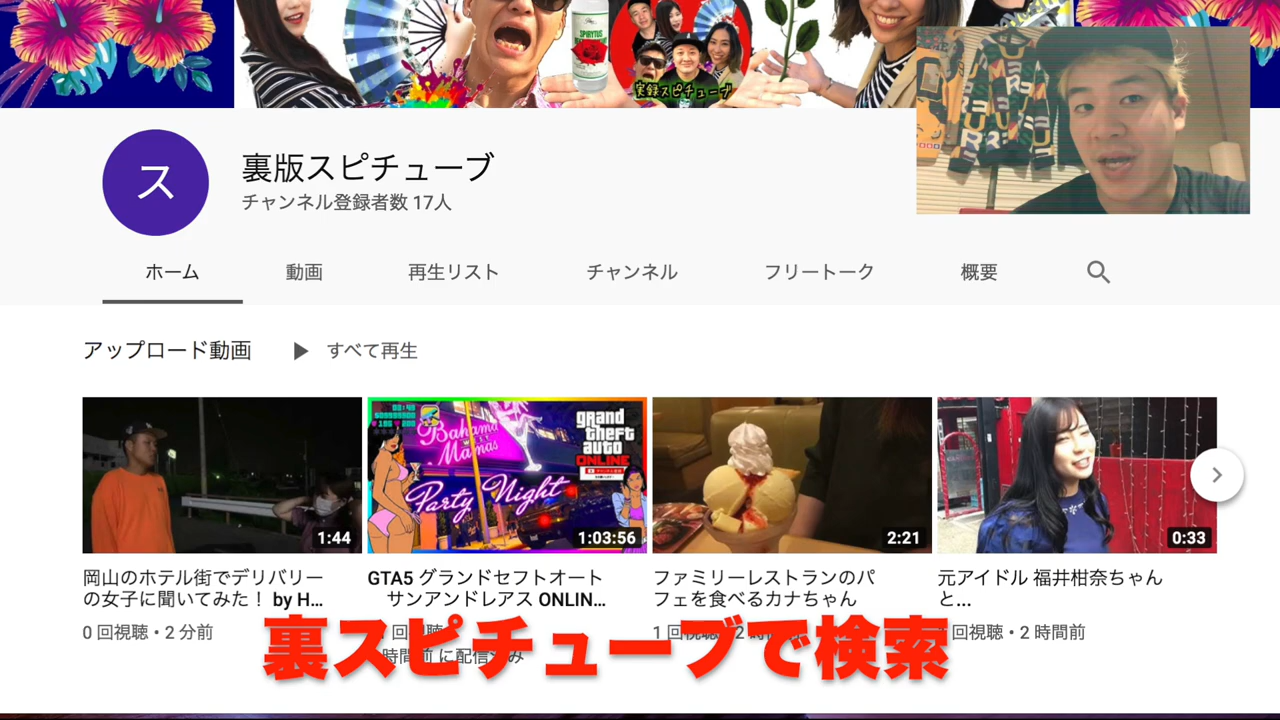 SPIRYTUS
実録スピチューブ
ス
裏版スピチューブ
チャンネル登録者数 17人
ホーム
動画
再生リスト
チャンネル
フリートーク
概要
アップロード動画
すべて再生
Bahama
Mamas
Party Night
grand
theft
auto
ONLINE
1:44
1:03:56
2:21
0:33
岡山のホテル街でデリバリー
の女子に聞いてみた！ by H...
0 回視聴・2 分前
GTA5 グランドセフトオート
サンアンドレアス ONLIN...
ファミリーレストランのパ
フェを食べるカナちゃん
元アイドル 福井柑奈ちゃん
と...
回視聴・2 時間前
裏スピチューブで検索